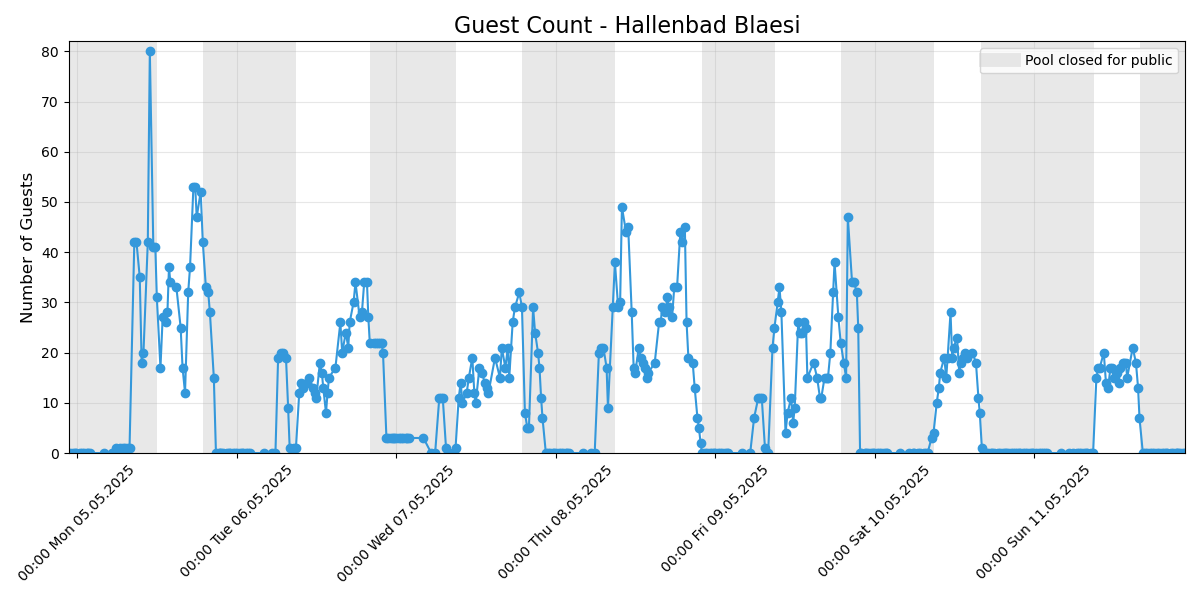 Guest Count - Hallenbad Blaesi
Pool closed for public
Number of Guests
80
70
60
50
40
30
20
10
0
00:00 Mon 05.05.2025
00:00 Tue 06.05.2025
00:00 Wed 07.05.2025
00:00 Thu 08.05.2025
00:00 Fri 09.05.2025
00:00 Sat 10.05.2025
00:00 Sun 11.05.2025